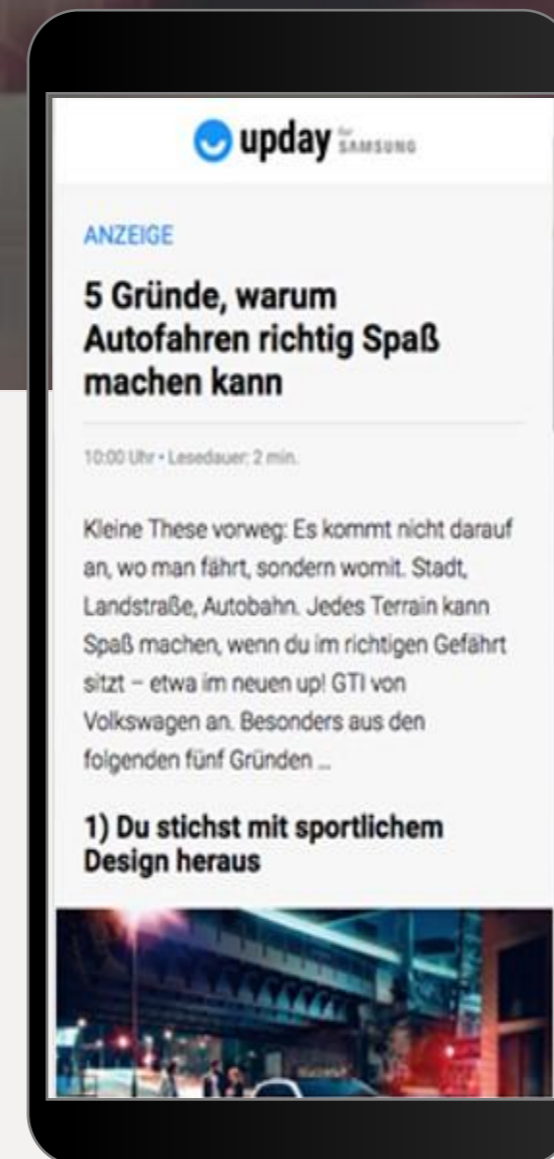 upday for SAMSUNG
ANZEIGE
5 Gründe, warum
Autofahren richtig Spaß
machen kann
10:00 Uhr • Lesedauer: 2 min.
Kleine These vorweg: Es kommt nicht darauf
an, wo man fährt, sondern womit. Stadt,
Landstraße, Autobahn. Jedes Terrain kann
Spaß machen, wenn du im richtigen Gefährt
sitzt – etwa im neuen up! GTI von
Volkswagen an. Besonders aus den
folgenden fünf Gründen ...
1) Du stichst mit sportlichem
Design heraus